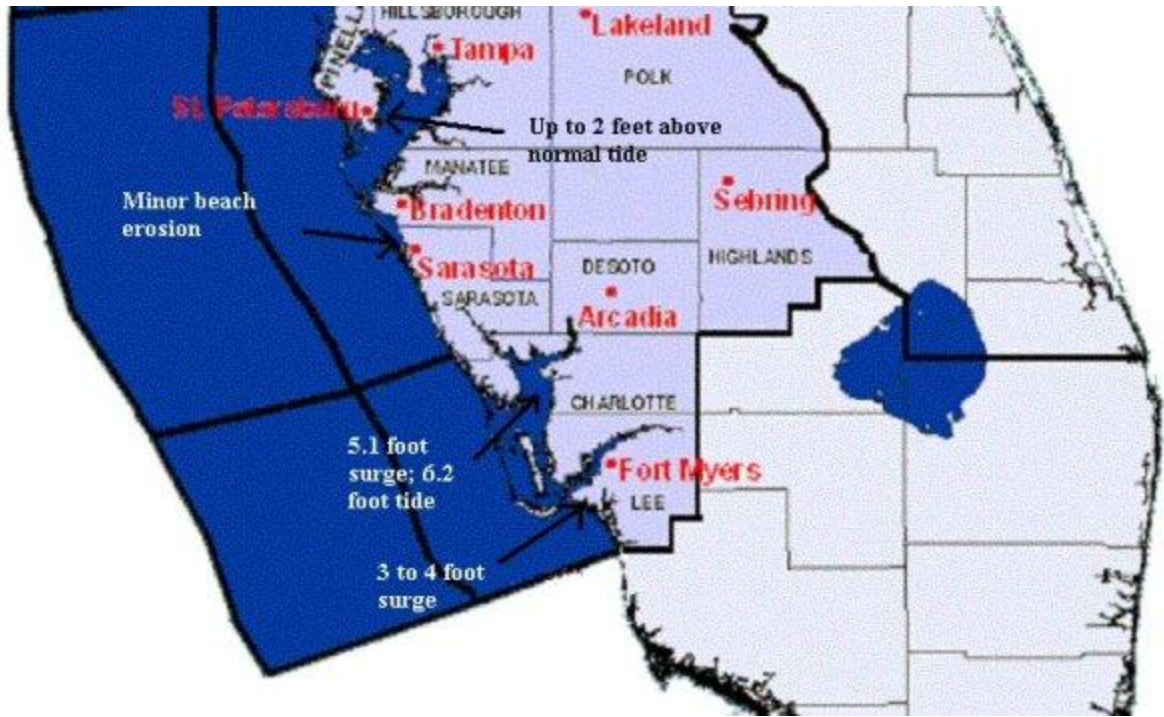 HILLSBOROUGH
Lakeland
PINELL
Tampa
POLK
St. Petersburg
Up to 2 feet above
normal tide
MANATEE
Minor beach
erosion
Bradenton
Sebring
Sarasota
DESOTO
HIGHLANDS
SARASOTA
Arcadia
CHARLOTTE
5.1 foot
surge; 6.2
foot tide
Fort Myers
LEE
3 to 4 foot
surge